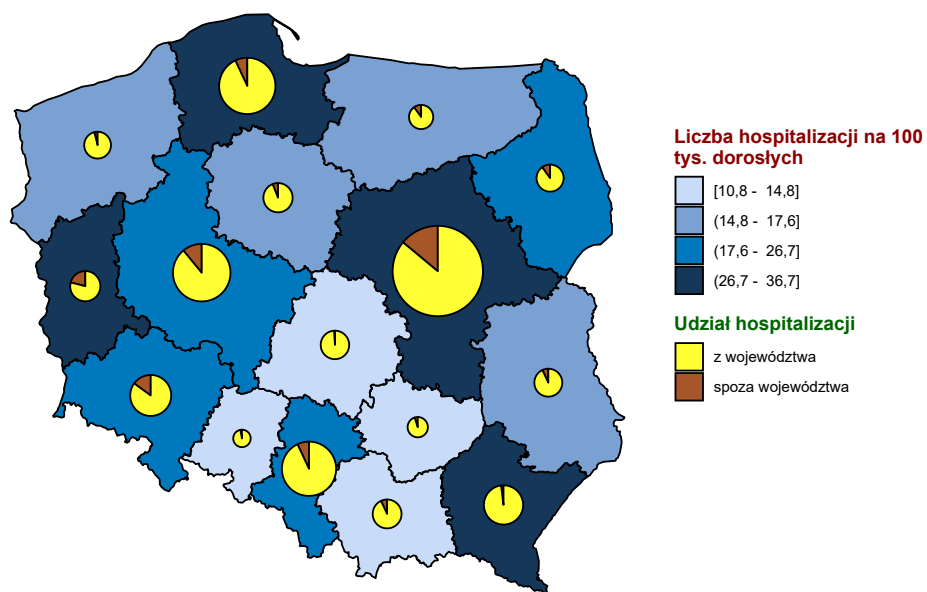 Liczba hospitalizacji na 100
tys. dorosłych
[10,8 - 14,8]
(14,8 - 17,6]
(17,6 - 26,7]
(26,7 - 36,7]
Udział hospitalizacji
z województwa
spoza województwa